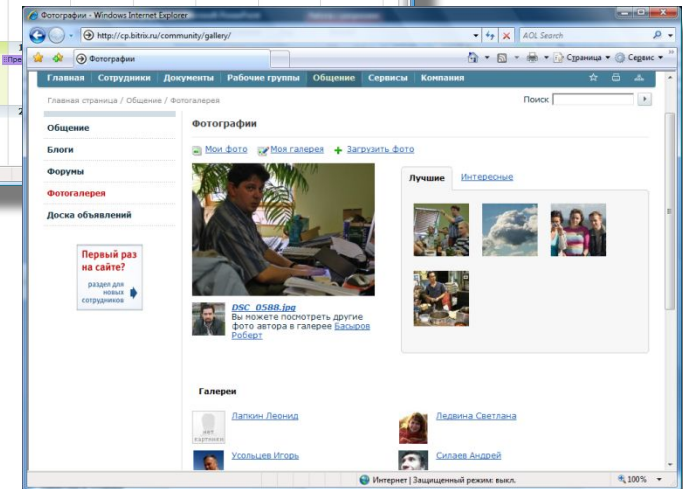 Фотографии - Windows Internet Explorer
http://cp.bitrix.ru/community/gallery/
AOL Search
Фотографии
Страница
Сервис
Главная Сотрудники Документы Рабочие группы Общение Сервисы Компания
Главная страница / Общение / Фотогалерея
Поиск
Общение
Блоги
Форумы
Фотогалерея
Доска объявлений
Первый раз
на сайте?
раздел для
новых
сотрудников
Фотографии
Мои фото Моя галерея Загрузить фото
Лучшие Интересные
DSC_0588.jpg
Вы можете посмотреть другие
фото автора в галерее Басыров
Роберт
Галереи
нет
картинки
Лапкин Леонид
Ледвина Светлана
Усольцев Игорь
Силаев Андрей
Интернет | Защищенный режим: выкл.
100%